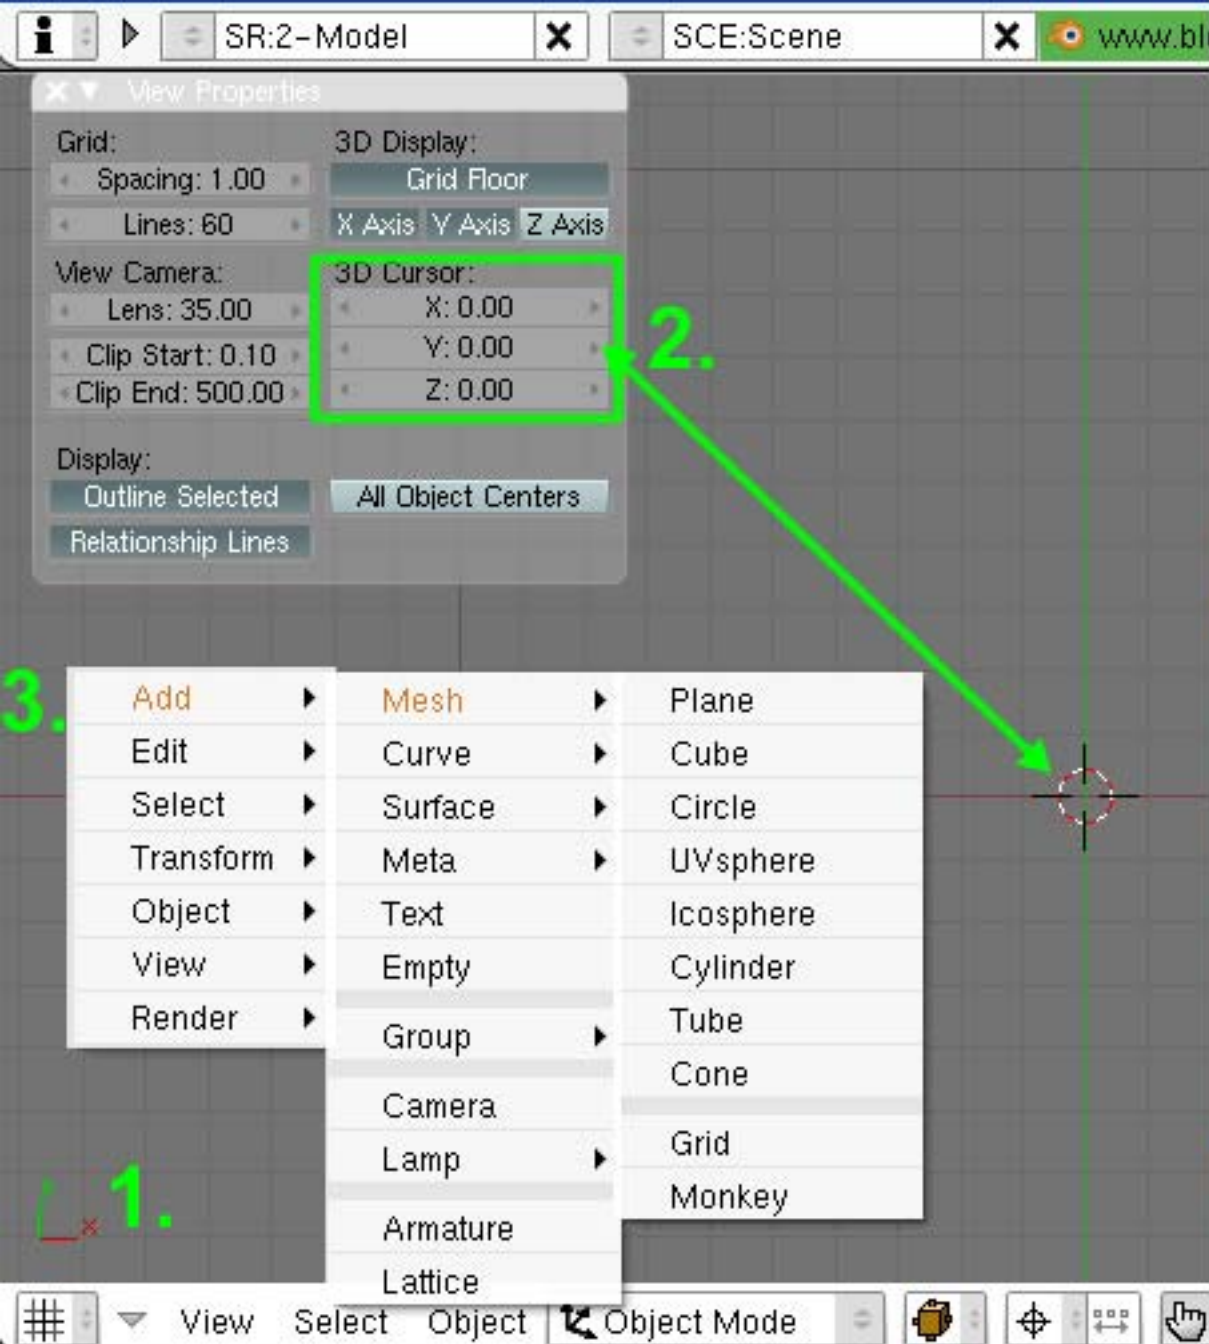 SR:2-Model SCE:Scene www.bl
View Properties
Grid: 3D Display:
Spacing: 1.00 Grid Floor
Lines: 60 X Axis Y Axis Z Axis
View Camera: 3D Cursor:
Lens: 35.00 X: 0.00
Clip Start: 0.10 Y: 0.00
Clip End: 500.00 Z: 0.00
2.
Display:
Outline Selected All Object Centers
Relationship Lines
3.
Add
Edit
Select
Transform
Object
View
Render
Mesh
Curve
Surface
Meta
Text
Empty
Group
Camera
Lamp
Armature
Lattice
Plane
Cube
Circle
UVsphere
Icosphere
Cylinder
Tube
Cone
Grid
Monkey
1.
x
View Select Object Object Mode